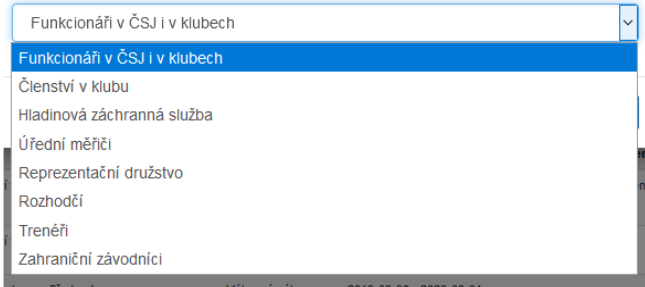 Funkcionáři v ČSJ i v klubech
Funkcionáři v ČSJ i v klubech
Členství v klubu
Hladinová záchranná služba
Úřední měřiči
Reprezentační družstvo
Rozhodčí
Trenéři
Zahraniční závodníci